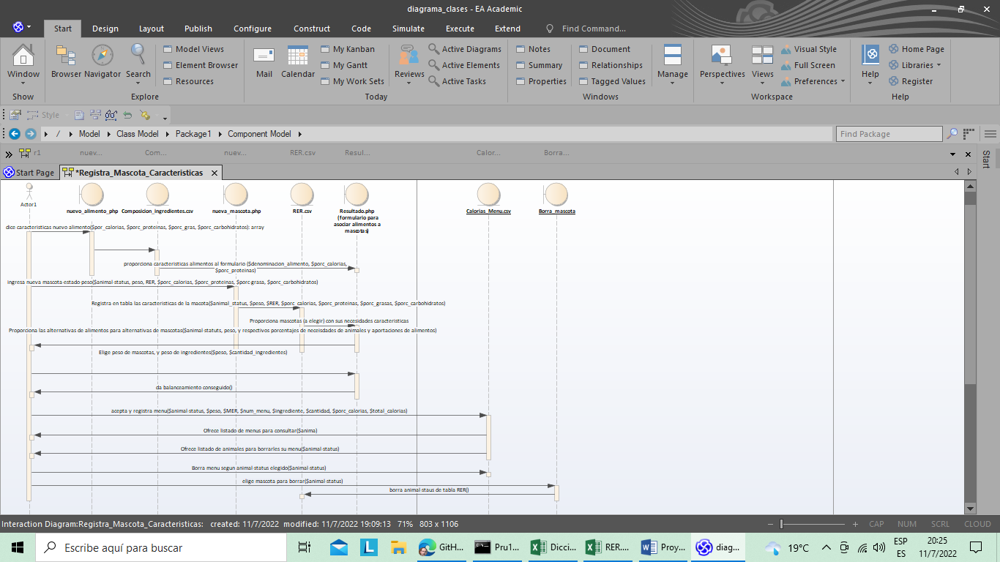 diagrama_clases - EA Academic
Start Design Layout Publish Configure Construct Code Simulate Execute Extend Find Command...
Window
Show
Browser Navigator Search
Model Views
Element Browser
Resources
Explore
Mail Calendar
My Kanban
My Gantt
My Work Sets
Today
Reviews
Active Diagrams
Active Elements
Active Tasks
Notes
Summary
Properties
Document
Relationships
Tagged Values
Windows
Manage
Perspectives Views
Visual Style
Full Screen
Preferences
Workspace
Help
Home Page
Libraries
Register
Help
Style
/ Model Class Model Package1 Component Model
Find Package
r1 nuev... Com... nuev... RER.csv Resul... Calor... Borra...
Start
Start Page *Registra_Mascota_Caracteristicas
Actor1
nuevo_alimento_php Composicion_ingredientes.csv nueva_mascota.php RER.csv
Resultado.php
(formulario para
asociar alimentos a
mascotas)
Calorias_Menu.csv Borra_mascota
dice caracteristicas nuevo alimento($por_calorias, $porc_proteinas, $porc_gras, $porc_carbohidratos): array
proporciona caracteristicas alimentos al formulario ($denominacion_alimento, $porc_calorias,
$porc_proteinas)
ingresa nueva mascota-estado-peso($animal-status, peso, RER, $porc_calorias, $porc_proteinas, $porc-grasa, $porc_carbohidratos)
Registra en tabla las caracteristicas de la macota($animal_status, $peso, $RER, $porc_calorias, $porc_proteinas, $porc_grasas, $porc_carbohidratos)
Proporciona mascotas (a elegir) con sus necesidades caracteristicas
Proporciona las alternativas de alimentos para alternativas de mascotas($animal-statuts, peso, y respectivos porcentajes de neceisdades de animales y aportaciones de alimentos)
Elige peso de mascotas, y peso de ingredientes($peso, $cantidad_ingredientes)
da balanceamiento conseguido()
acepta y registra menu($animal-status, $peso, $MER, $num_menu, $ingrediente, $cantidad, $porc_calorias, $total_calorias)
Ofrece listado de menus para consultar($anima)
Ofrece listado de animales para borrarles su menu($animal-status)
Borra menu segun animal-status elegido($animal-status)
elige mascota para borrar($animal-status)
borra animal-staus de tabla RER()
Interaction Diagram:Registra_Mascota_Caracteristicas: created: 11/7/2022 modified: 11/7/2022 19:09:13 71% 803 x 1106
CAP NUM SCRL CLOUD
Escribe aquí para buscar
L
GitH...
Pru1...
Dicci...
RER....
Proy...
diag...
19°C
ESP
ES
20:25
11/7/2022